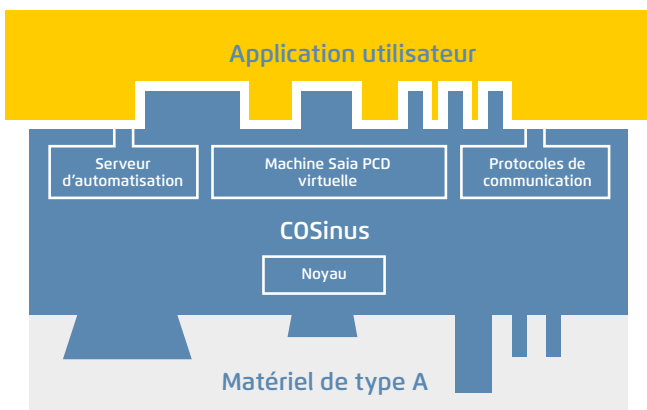 Application utilisateur
Serveur
d'automatisation
Machine Saia PCD
virtuelle
Protocoles de
communication
COSinus
Noyau
Matériel de type A